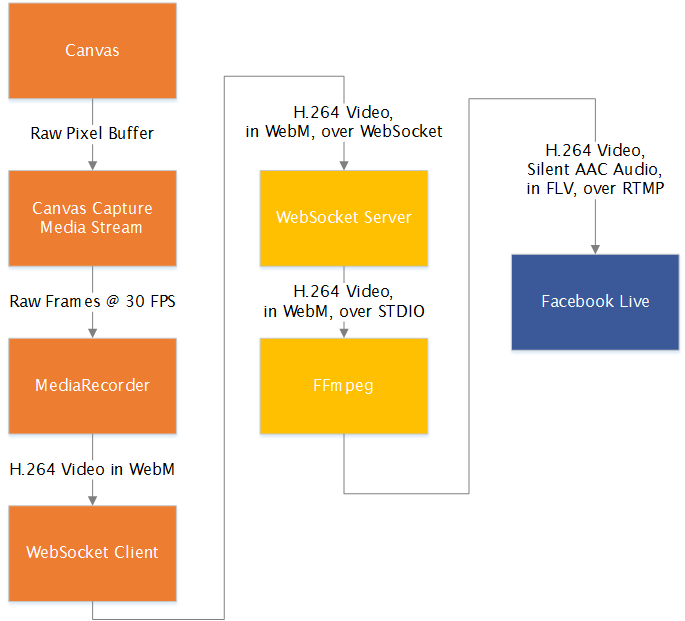 Canvas
Raw Pixel Buffer
Canvas Capture
Media Stream
Raw Frames @ 30 FPS
MediaRecorder
H.264 Video in WebM
WebSocket Client
H.264 Video,
in WebM, over WebSocket
WebSocket Server
H.264 Video,
in WebM, over STDIO
FFmpeg
H.264 Video,
Silent AAC Audio,
in FLV, over RTMP
Facebook Live